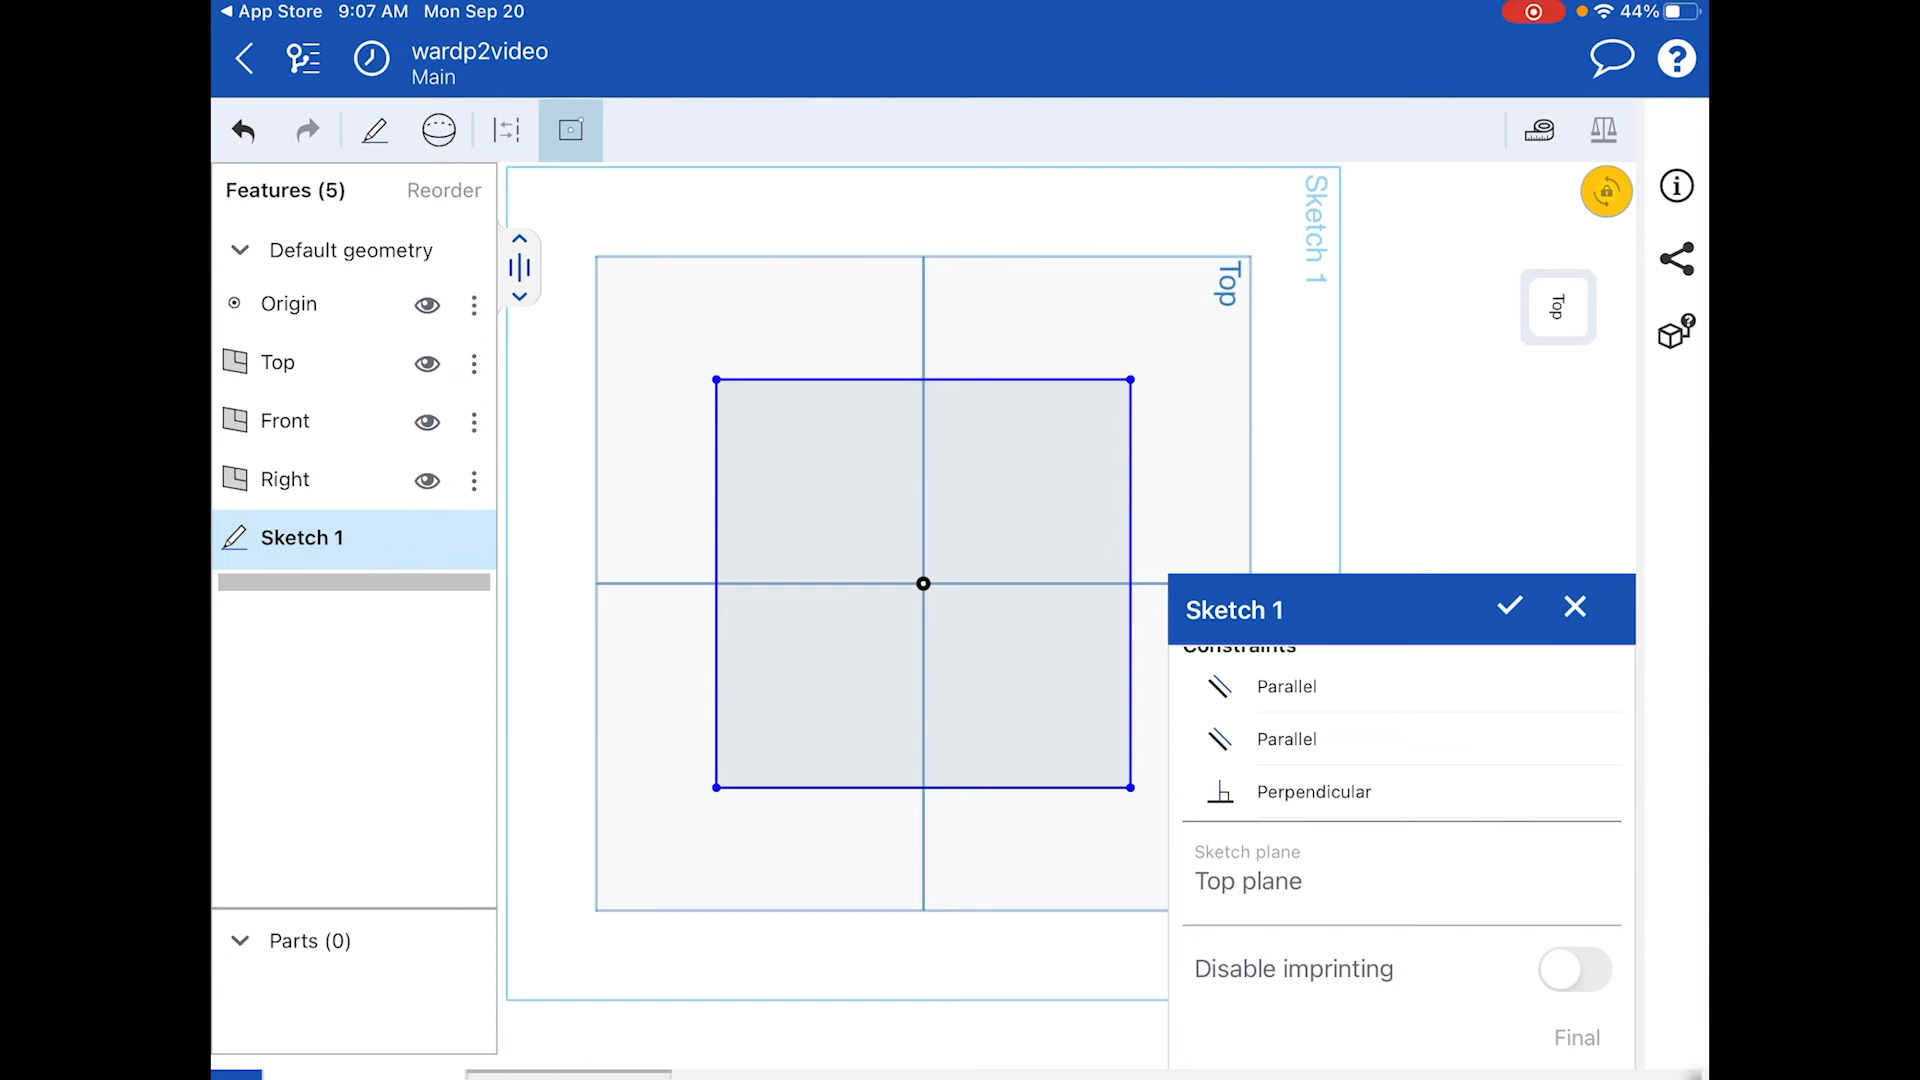 App Store 9:07 AM Mon Sep 20
44%
wardp2video
Main
Features (5) Reorder
Default geometry
Origin
Top
Front
Right
Sketch 1
Parts (0)
Sketch 1
Top
Top
Sketch 1
Constraints
Parallel
Parallel
Perpendicular
Sketch plane
Top plane
Disable imprinting
Final